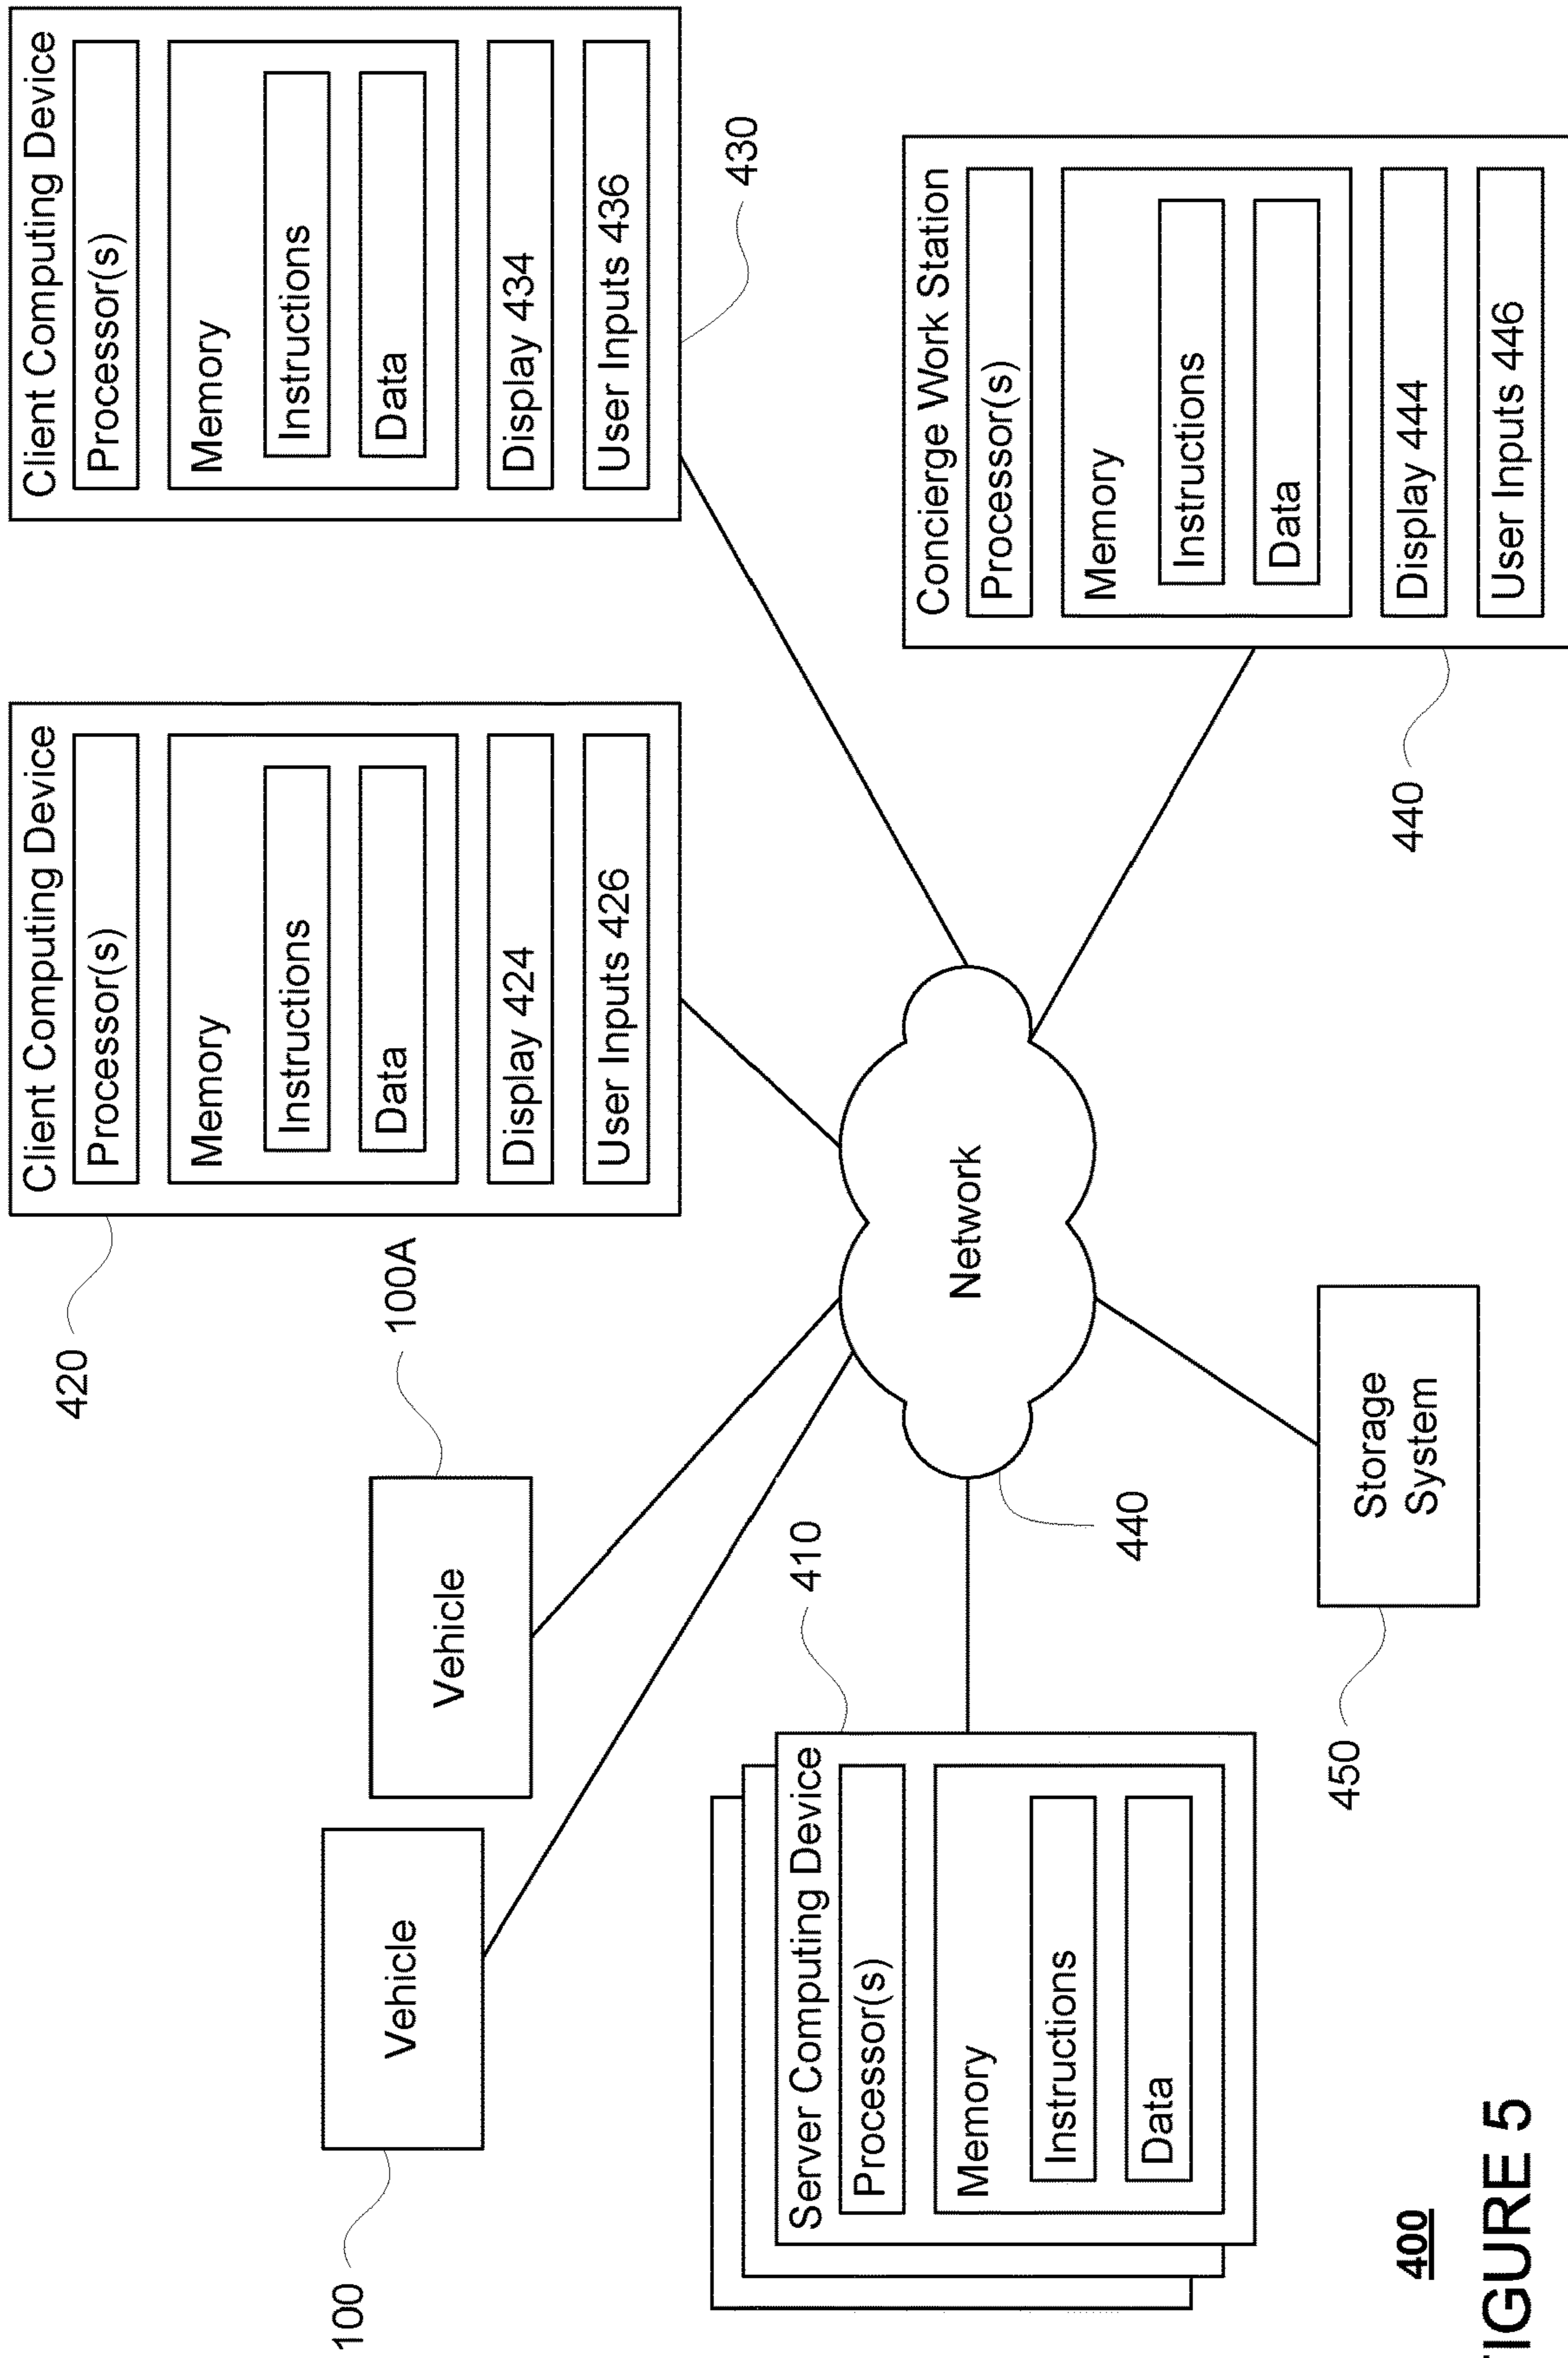 Client Computing Device
Processor(s)
Memory
Instructions
Data
Display 424
User Inputs 426
420
Client Computing Device
Processor(s)
Memory
Instructions
Data
Display 434
User Inputs 436
430
Vehicle
100
Vehicle
100A
Server Computing Device
Processor(s)
Memory
Instructions
Data
410
Network
440
Concierge Work Station
Processor(s)
Memory
Instructions
Data
Display 444
User Inputs 446
440
Storage
System
450
400
FIGURE 5